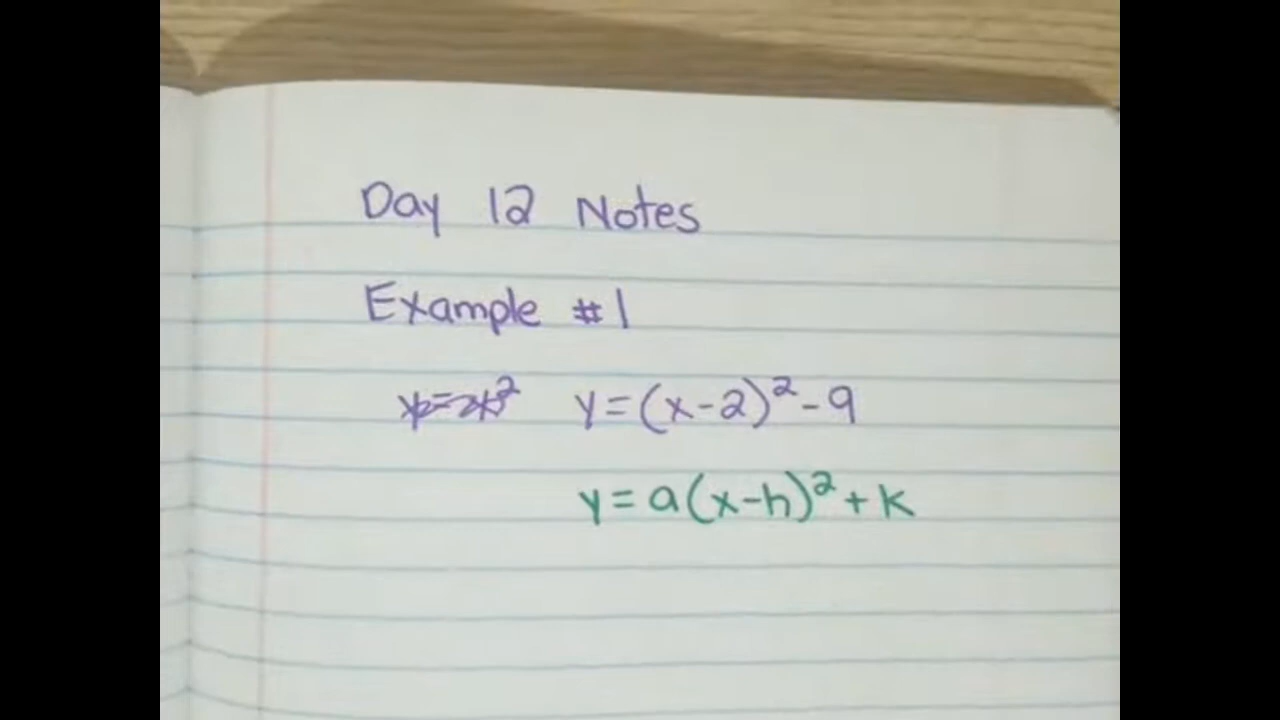 Day 12 Notes
Example #1
y=(x-2)²-9
y=a(x-h)²+k